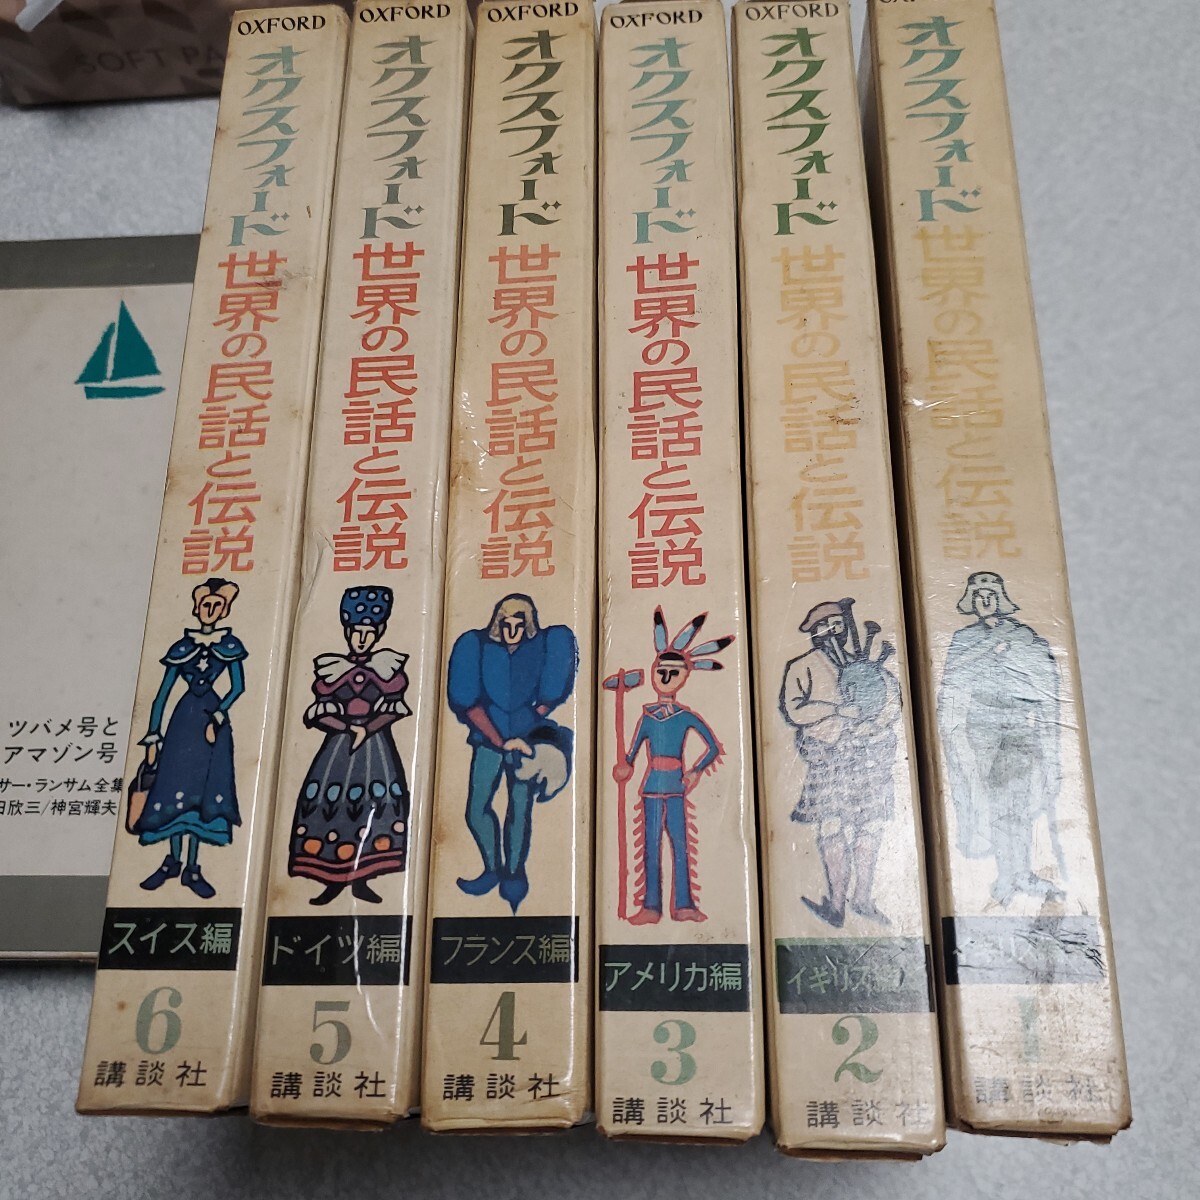 SOFT PA
ツバメ号と
アマゾン号
サー・ランサム全集
田欣三/神宮輝夫
OXFORD
オクスフォード
世界の民話と伝説
スイス編
6
講談社
OXFORD
オクスフォード
世界の民話と伝説
ドイツ編
5
講談社
OXFORD
オクスフォード
世界の民話と伝説
フランス編
4
講談社
OXFORD
オクスフォード
世界の民話と伝説
アメリカ編
3
講談社
OXFORD
オクスフォード
世界の民話と伝説
イギリス編
2
講談社
OXFORD
オクスフォード
世界の民話と伝説
1
講談社